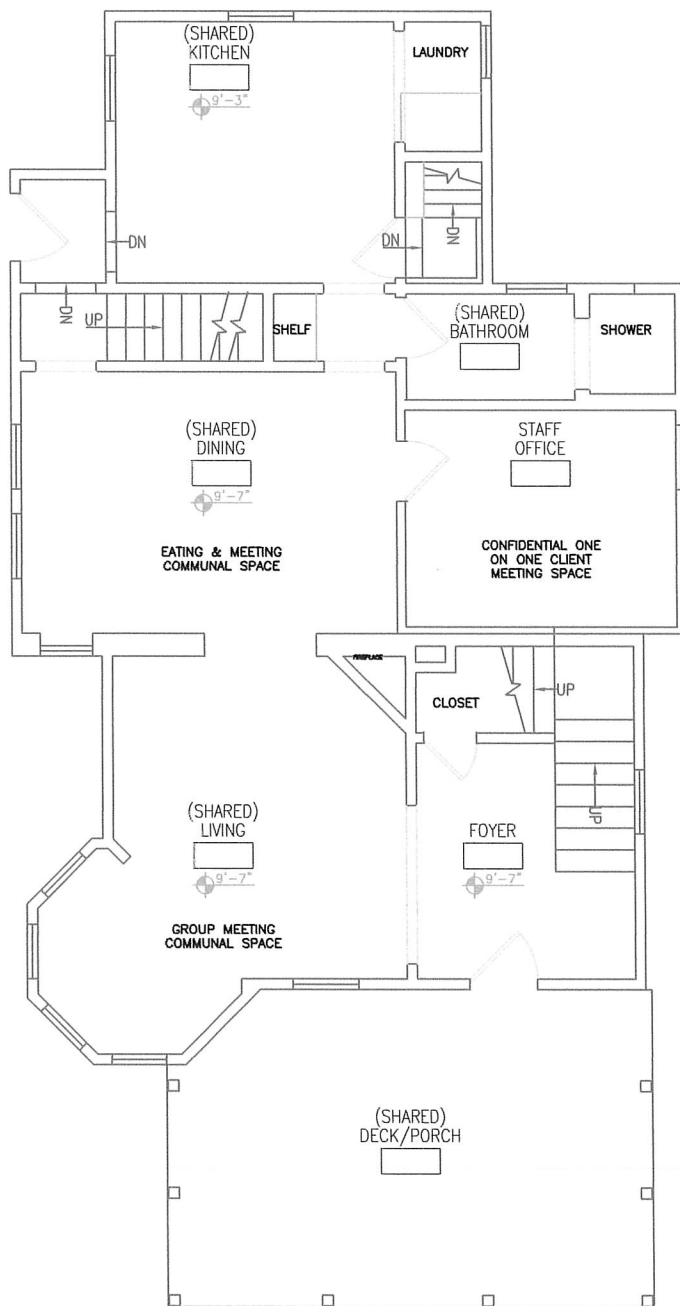 (SHARED)
KITCHEN
9'-3"
LAUNDRY
DN
DN
DN
DN
UP
SHELF
(SHARED)
BATHROOM
SHOWER
(SHARED)
DINING
9'-7"
EATING & MEETING
COMMUNAL SPACE
STAFF
OFFICE
CONFIDENTIAL ONE
ON ONE CLIENT
MEETING SPACE
FIREPLACE
CLOSET
UP
UP
(SHARED)
LIVING
9'-7"
GROUP MEETING
COMMUNAL SPACE
FOYER
9'-7"
(SHARED)
DECK/PORCH